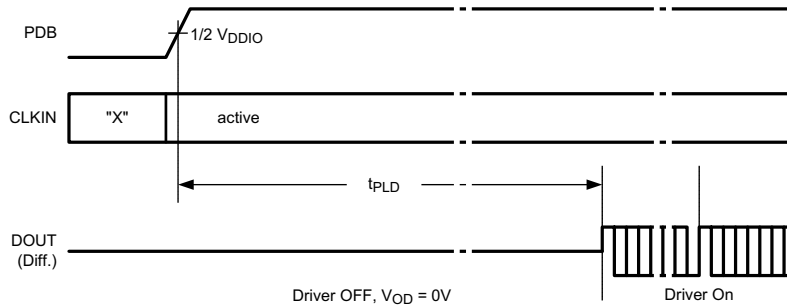 PDB
1/2 VDDIO
CLKIN
"X"
active
tPLD
DOUT
(Diff.)
Driver OFF, VOD = 0V
Driver On